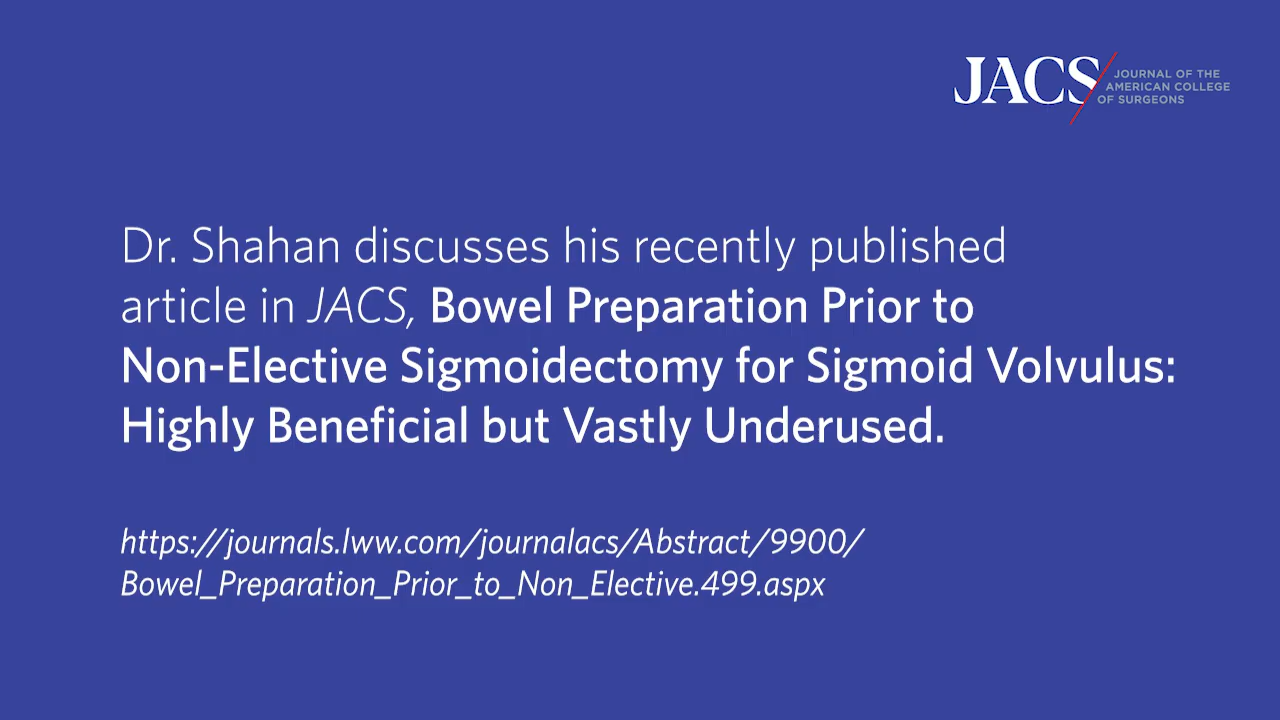 JACS
JOURNAL OF THE
AMERICAN COLLEGE
OF SURGEONS
Dr. Shahan discusses his recently published
article in JACS, Bowel Preparation Prior to
Non-Elective Sigmoidectomy for Sigmoid Volvulus:
Highly Beneficial but Vastly Underused.
https://journals.lww.com/journalacs/Abstract/9900/
Bowel_Preparation_Prior_to_Non_Elective.499.aspx